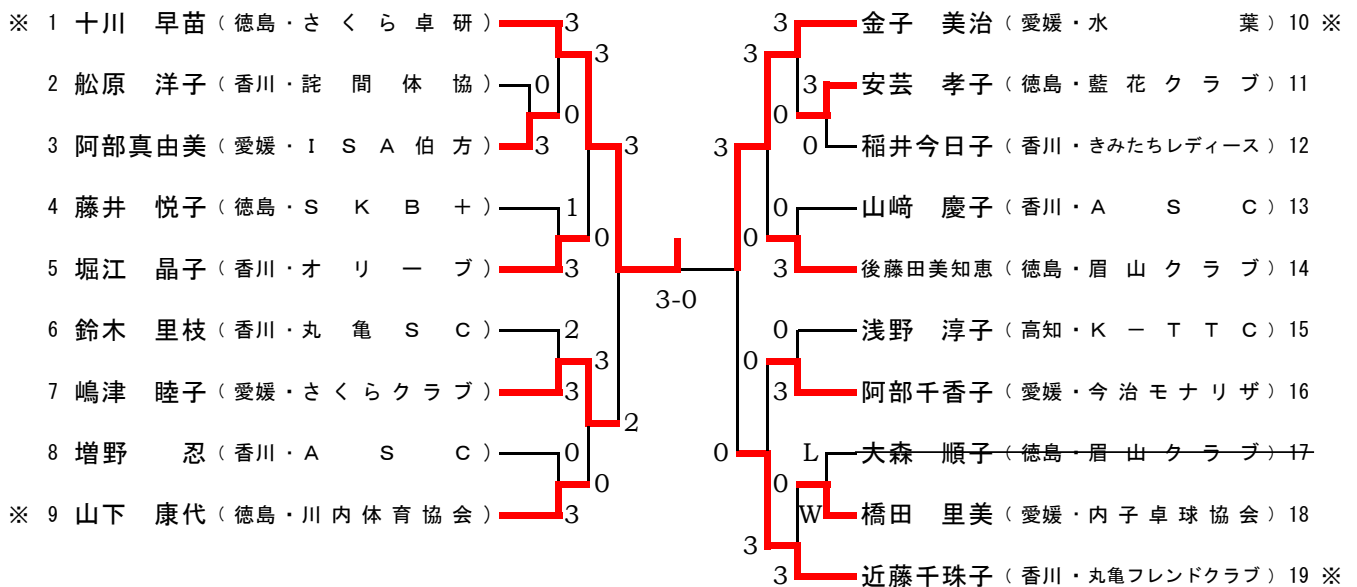 ※ 1 十川 早苗 ( 徳島 ・ さくら卓研 ) 3
3
2 舩原 洋子 ( 香川 ・ 詫間体協 ) 0
0
3 阿部真由美 ( 愛媛 ・ ISA伯方 ) 3
3
4 藤井 悦子 ( 徳島 ・ SKB+ ) 1
0
5 堀江 晶子 ( 香川 ・ オリーブ ) 3
6 鈴木 里枝 ( 香川 ・ 丸亀SC ) 2
3
7 嶋津 睦子 ( 愛媛 ・ さくらクラブ ) 3
2
8 増野 忍 ( 香川 ・ ASC ) 0
0
※ 9 山下 康代 ( 徳島 ・ 川内体育協会 ) 3
3-0
3 金子 美治 ( 愛媛 ・ 水葉 ) 10 ※
3
3 安芸 孝子 ( 徳島 ・ 藍花クラブ ) 11
0
0 稲井今日子 ( 香川 ・ きみたちレディース ) 12
3
0 山﨑 慶子 ( 香川 ・ ASC ) 13
0
3 後藤田美知恵 ( 徳島 ・ 眉山クラブ ) 14
0 浅野 淳子 ( 高知 ・ K-TTC ) 15
0
3 阿部千香子 ( 愛媛 ・ 今治モナリザ ) 16
0
L 大森 順子 ( 徳島 ・ 眉山クラブ ) 17
0
W 橋田 里美 ( 愛媛 ・ 内子卓球協会 ) 18
3
3 近藤千珠子 ( 香川 ・ 丸亀フレンドクラブ ) 19 ※